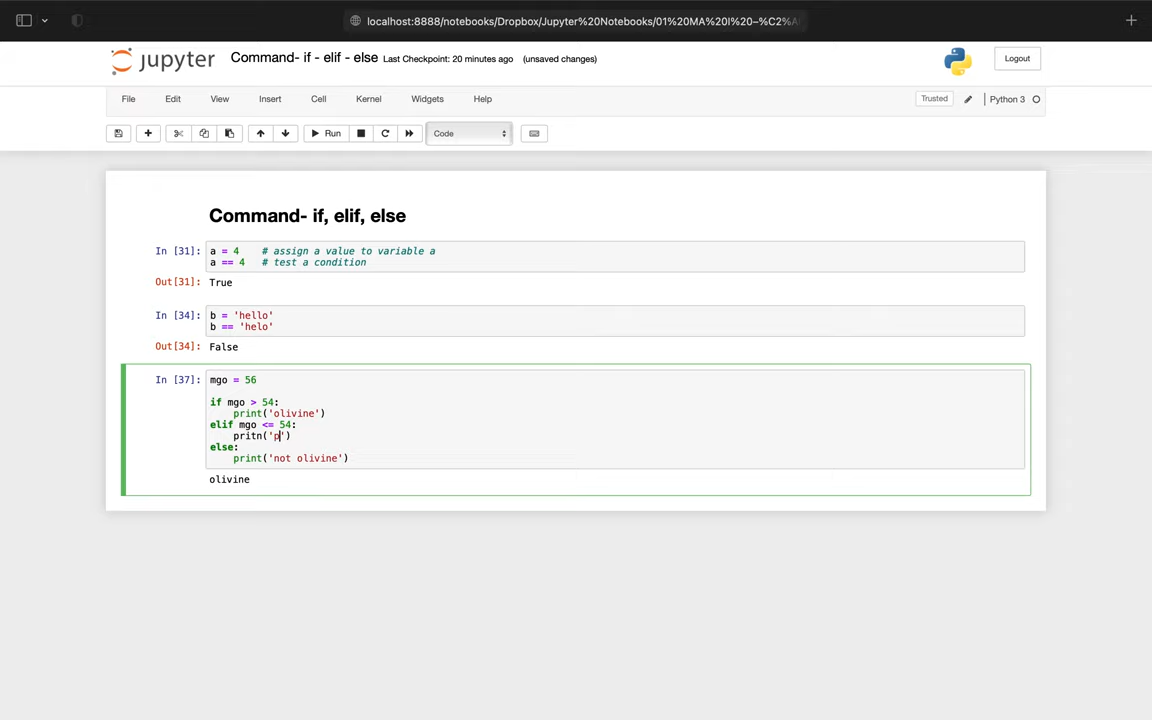 localhost:8888/notebooks/Dropbox/Jupyter%20Notebooks/01%20MA%20I%20–%C2%A
jupyter Command- if - elif - else Last Checkpoint: 20 minutes ago (unsaved changes) Logout
File Edit View Insert Cell Kernel Widgets Help Trusted Python 3
Run Code
Command- if, elif, else
In [31]: a = 4 # assign a value to variable a
a == 4 # test a condition
Out[31]: True
In [34]: b = 'hello'
b == 'helo'
Out[34]: False
In [37]: mgo = 56
if mgo > 54:
print('olivine')
elif mgo <= 54:
pritn('p')
else:
print('not olivine')
olivine